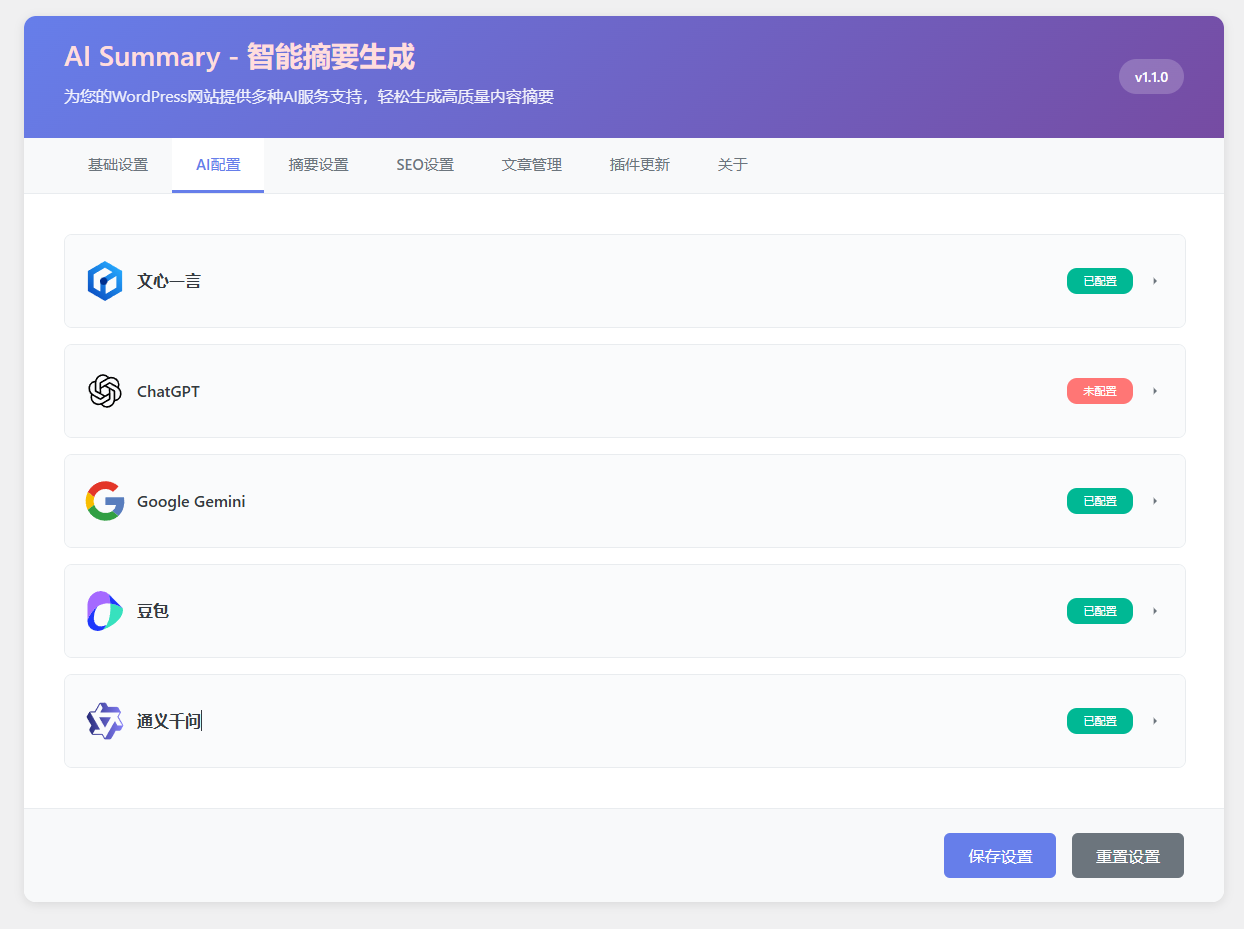 AI Summary - 智能摘要生成
为您的WordPress网站提供多种AI服务支持，轻松生成高质量内容摘要
v1.1.0
基础设置 AI配置 摘要设置 SEO设置 文章管理 插件更新 关于
文心一言 已配置
ChatGPT 未配置
Google Gemini 已配置
豆包 已配置
通义千问 已配置
保存设置 重置设置